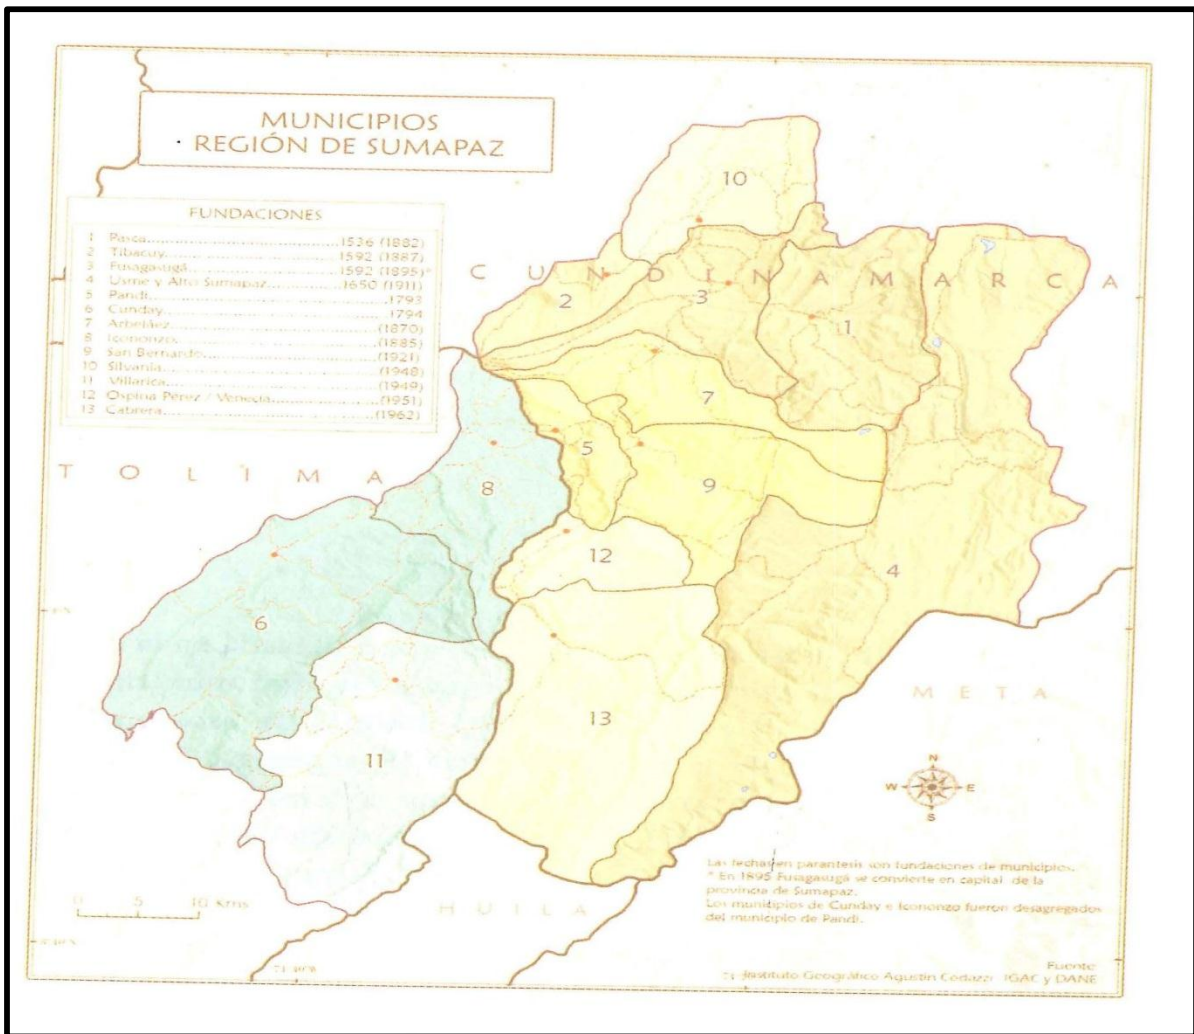 MUNICIPIOS
REGIÓN DE SUMAPAZ
FUNDACIONES
1 Pasca 1536 (1882)
2 Tibacuy 1592 (1887)
3 Fusagasugá 1592 (1895)*
4 Usme y Alto Sumapaz 1650 (1911)
5 Pandi 1793
6 Cunday 1794
7 Arbeláez (1870)
8 Icononzo (1885)
9 San Bernardo (1921)
10 Silvania (1948)
11 Villarica (1949)
12 Ospina Pérez / Venecia (1951)
13 Cabrera (1962)
10
CUNDINAMARCA
2
3
1
7
5
TOLIMA
8
9
12
4
6
META
13
11
N
W E
S
Las fechas en parantesis son fundaciones de municipios.
* En 1895 Fusagasugá se convierte en capital de la
provincia de Sumapaz.
Los municipios de Cunday e Icononzo fueron desagregados
del municipio de Pandi.
0 5 10 Kms
HUILA
Fuente
Instituto Geográfico Agustín Codazzi IGAC y DANE